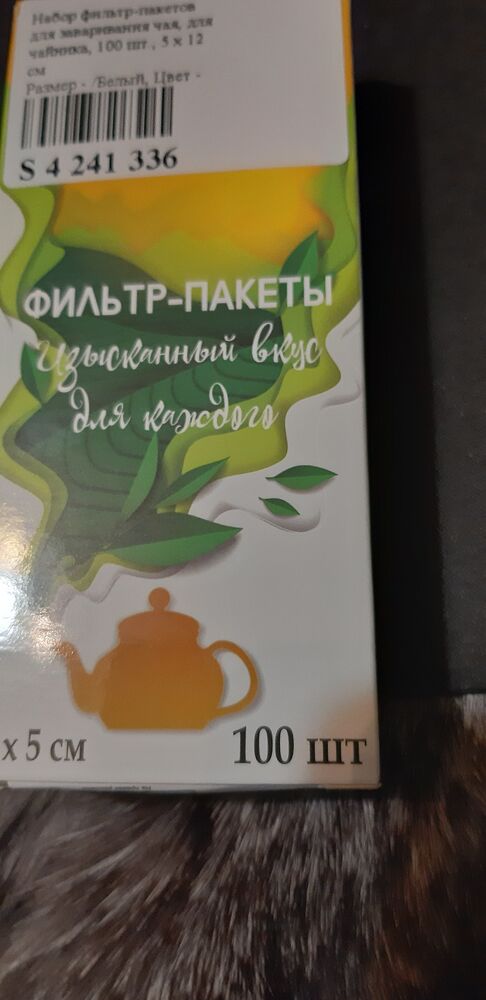 Набор фильтр-пакетов
для заваривания чая, для
чайника, 100 шт , 5 x 12
см
Размер - /Белый, Цвет -
S 4 241 336
ФИЛЬТР-ПАКЕТЫ
Изысканный вкус
для каждого
x 5 см
100 шт